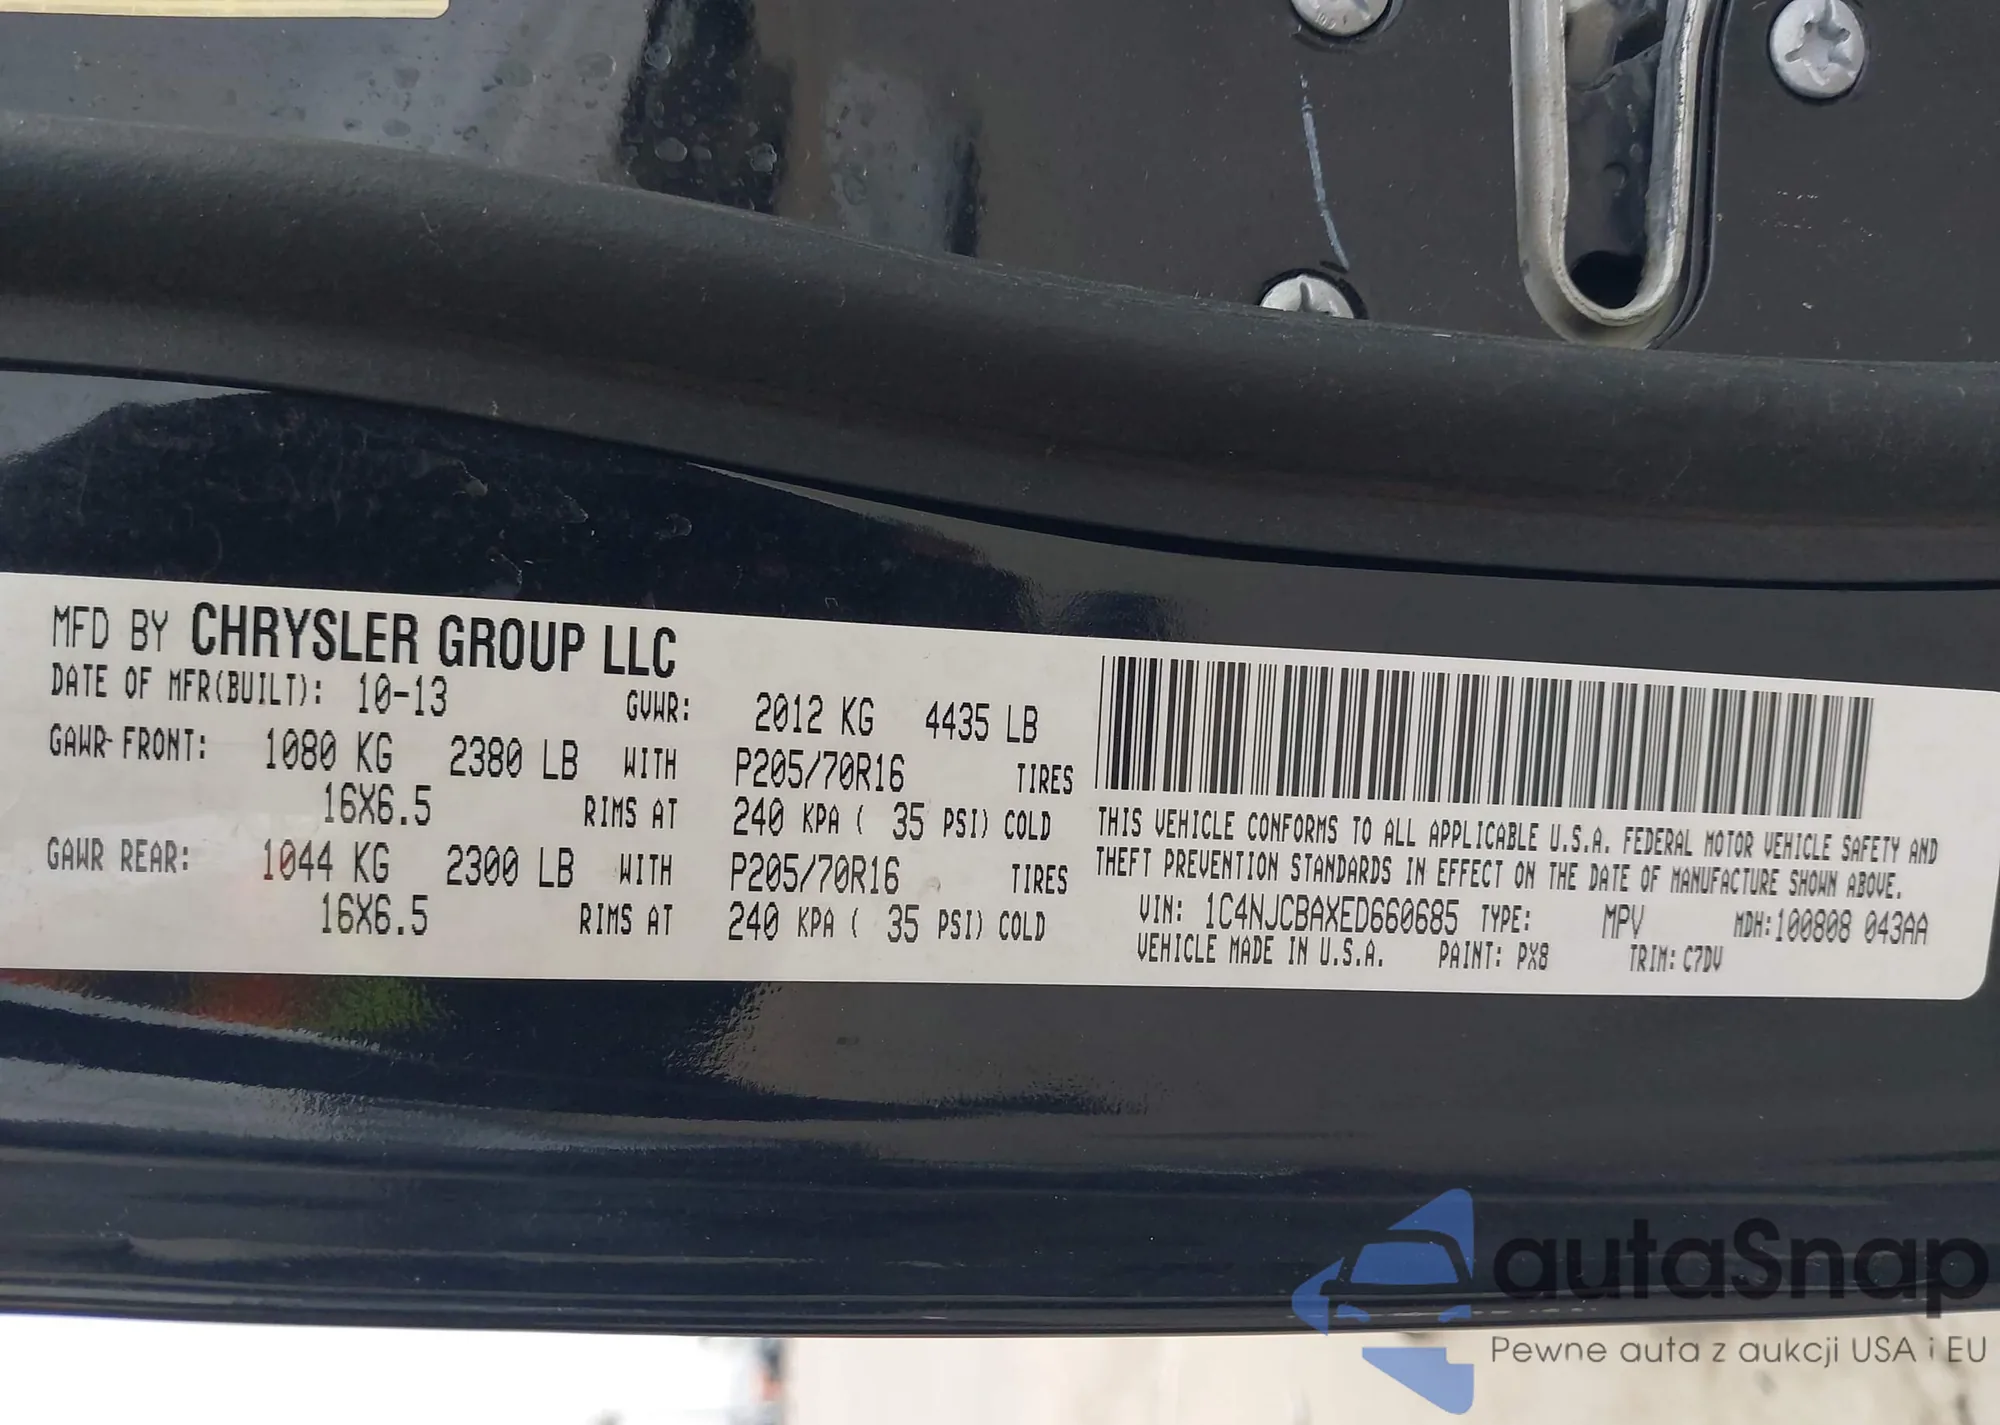 MFD BY CHRYSLER GROUP LLC
DATE OF MFR(BUILT): 10-13 GVWR: 2012 KG 4435 LB
GAWR FRONT: 1080 KG 2380 LB WITH P205/70R16 TIRES
16X6.5 RIMS AT 240 KPA ( 35 PSI) COLD
GAWR REAR: 1044 KG 2300 LB WITH P205/70R16 TIRES
16X6.5 RIMS AT 240 KPA ( 35 PSI) COLD
THIS VEHICLE CONFORMS TO ALL APPLICABLE U.S.A. FEDERAL MOTOR VEHICLE SAFETY AND
THEFT PREVENTION STANDARDS IN EFFECT ON THE DATE OF MANUFACTURE SHOWN ABOVE.
VIN: 1C4NJCBAXED660685 TYPE: MPV MDH:100808 043AA
VEHICLE MADE IN U.S.A. PAINT: PX8 TRIM: C7DV
autoSnap
Pewne auta z aukcji USA i EU